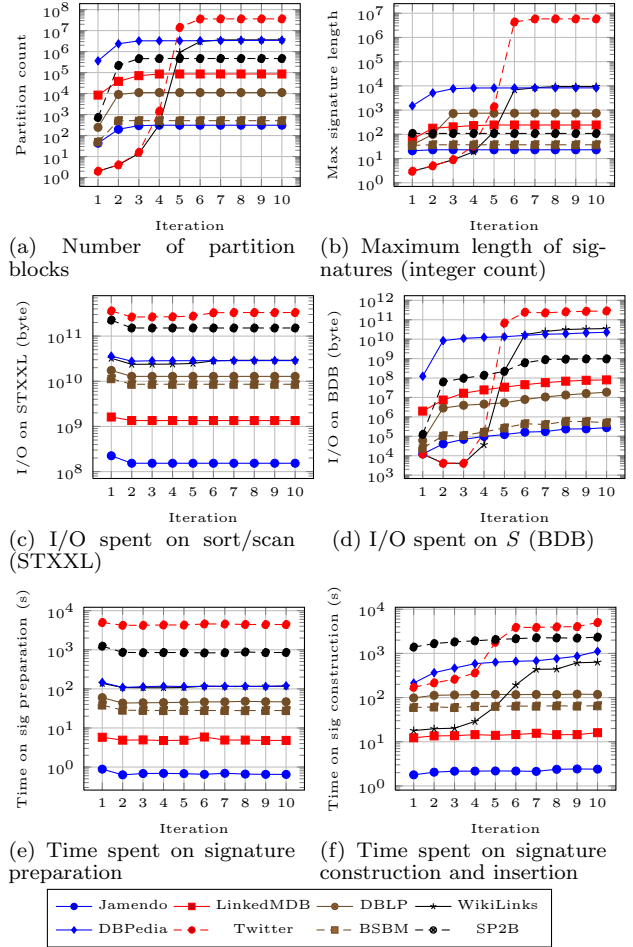 10^8
10^7
10^6
10^5
10^4
10^3
10^2
10^1
10^0
Partition count
1 2 3 4 5 6 7 8 9 10
Iteration
(a) Number of partition
blocks
10^7
10^6
10^5
10^4
10^3
10^2
10^1
10^0
Max signature length
1 2 3 4 5 6 7 8 9 10
Iteration
(b) Maximum length of sig-
natures (integer count)
10^11
10^10
10^9
10^8
I/O on STXXL (byte)
1 2 3 4 5 6 7 8 9 10
Iteration
(c) I/O spent on sort/scan
(STXXL)
10^12
10^11
10^10
10^9
10^8
10^7
10^6
10^5
10^4
10^3
I/O on BDB (byte)
1 2 3 4 5 6 7 8 9 10
Iteration
(d) I/O spent on S (BDB)
10^4
10^3
10^2
10^1
10^0
Time on sig preparation (s)
1 2 3 4 5 6 7 8 9 10
Iteration
(e) Time spent on signature
preparation
10^4
10^3
10^2
10^1
10^0
Time on sig construction (s)
1 2 3 4 5 6 7 8 9 10
Iteration
(f) Time spent on signature
construction and insertion
Jamendo LinkedMDB DBLP WikiLinks
DBPedia Twitter BSBM SP2B